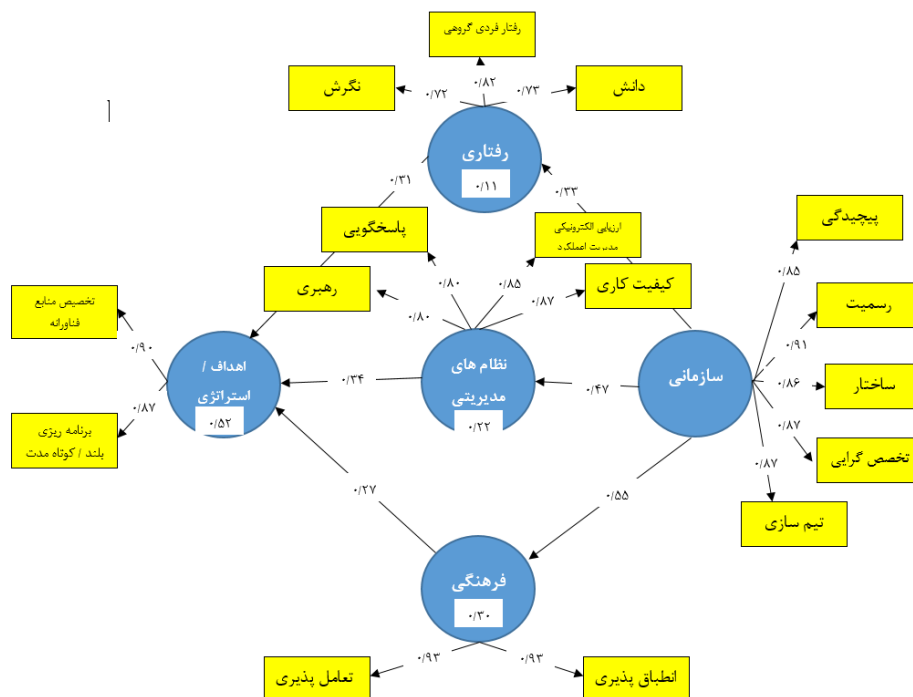 رفتار فردی گروهی
نگرش
دانش
۰/۷۲
۰/۸۲
۰/۷۳
رفتاری
۰/۱۱
۰/۳۱
۰/۳۳
پاسخگویی
ارزیابی الکترونیکی
مدیریت اعملکرد
پیچیدگی
رهبری
کیفیت کاری
۰/۸۰
۰/۸۰
۰/۸۵
۰/۸۷
۰/۸۵
تخصیص منابع
فناورانه
رسمیت
۰/۹۰
۰/۹۱
اهداف /
استراتژی
۰/۵۲
نظام های
مدیریتی
۰/۲۲
سازمانی
۰/۳۴
۰/۴۷
ساختار
۰/۸۶
۰/۸۷
برنامه ریزی
بلند / کوتاه مدت
۰/۸۷
تخصص گرایی
۰/۸۷
تیم سازی
۰/۲۷
۰/۵۵
فرهنگی
۰/۳۰
۰/۹۳
۰/۹۳
تعامل پذیری
انطباق پذیری